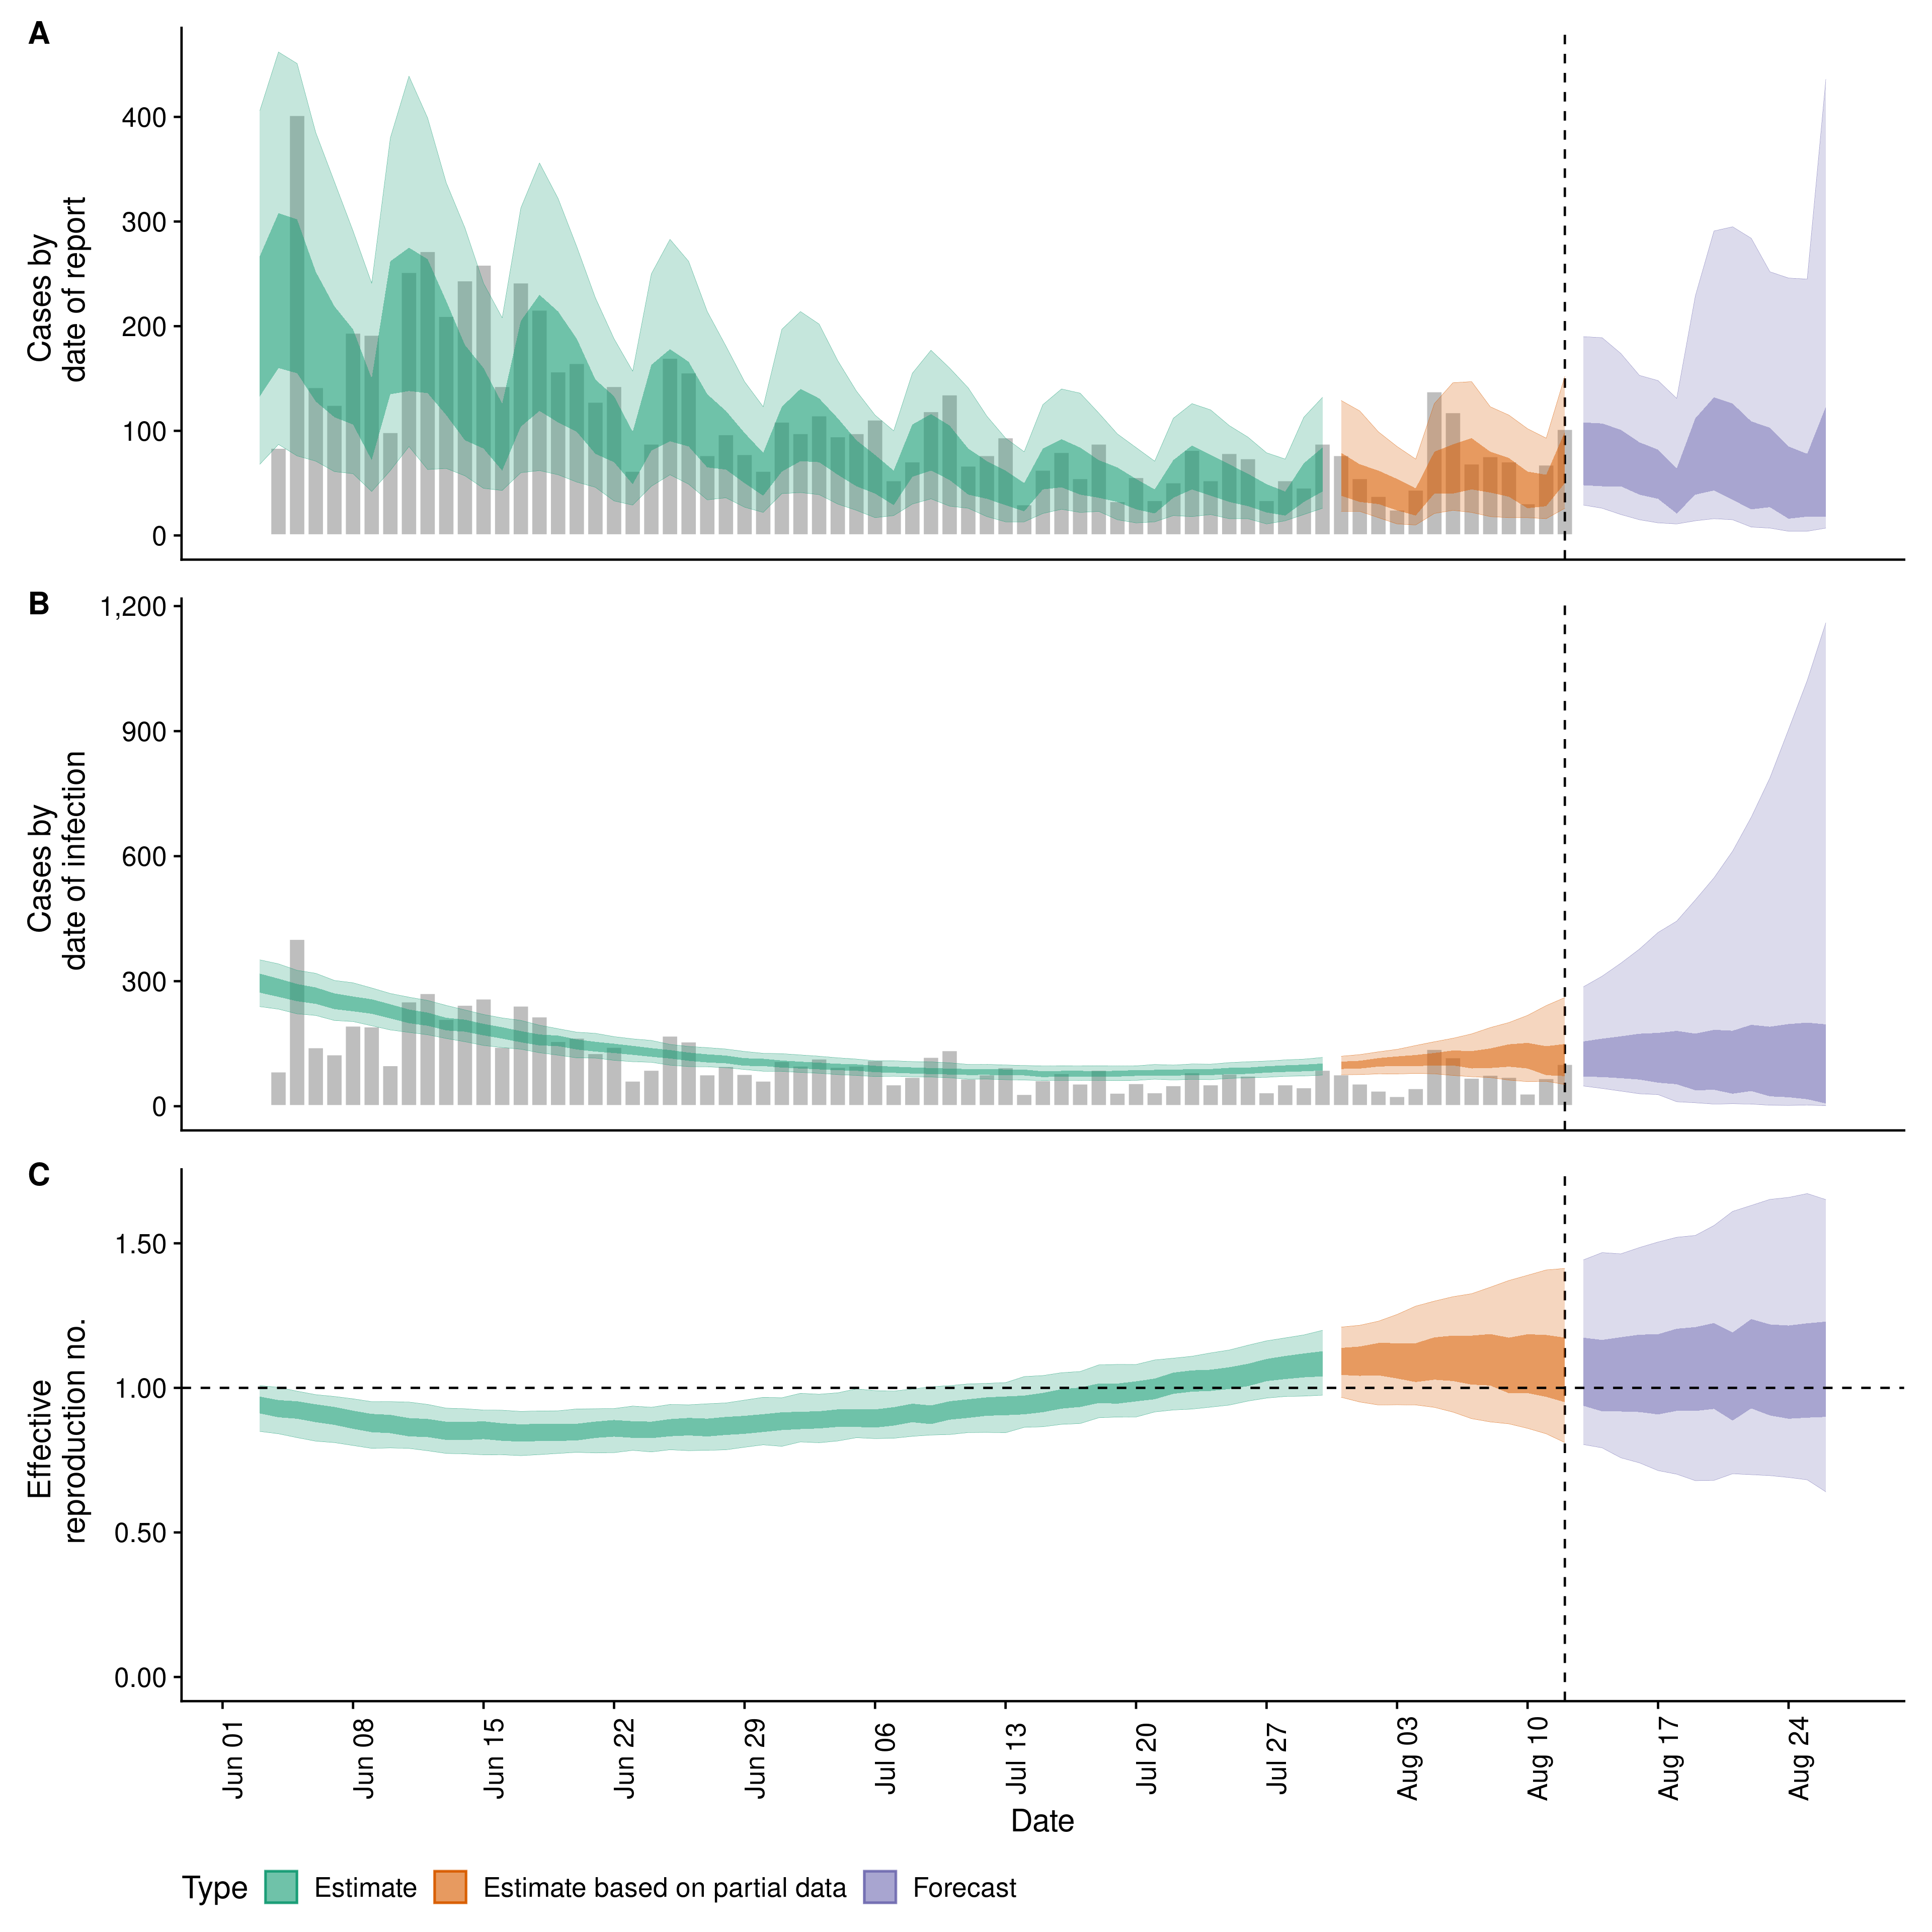 A
Cases by
date of report
400
300
200
100
0
B
Cases by
date of infection
1,200
900
600
300
0
C
Effective
reproduction no.
1.50
1.00
0.50
0.00
Jun 01
Jun 08
Jun 15
Jun 22
Jun 29
Jul 06
Jul 13
Jul 20
Jul 27
Aug 03
Aug 10
Aug 17
Aug 24
Date
Type Estimate Estimate based on partial data Forecast